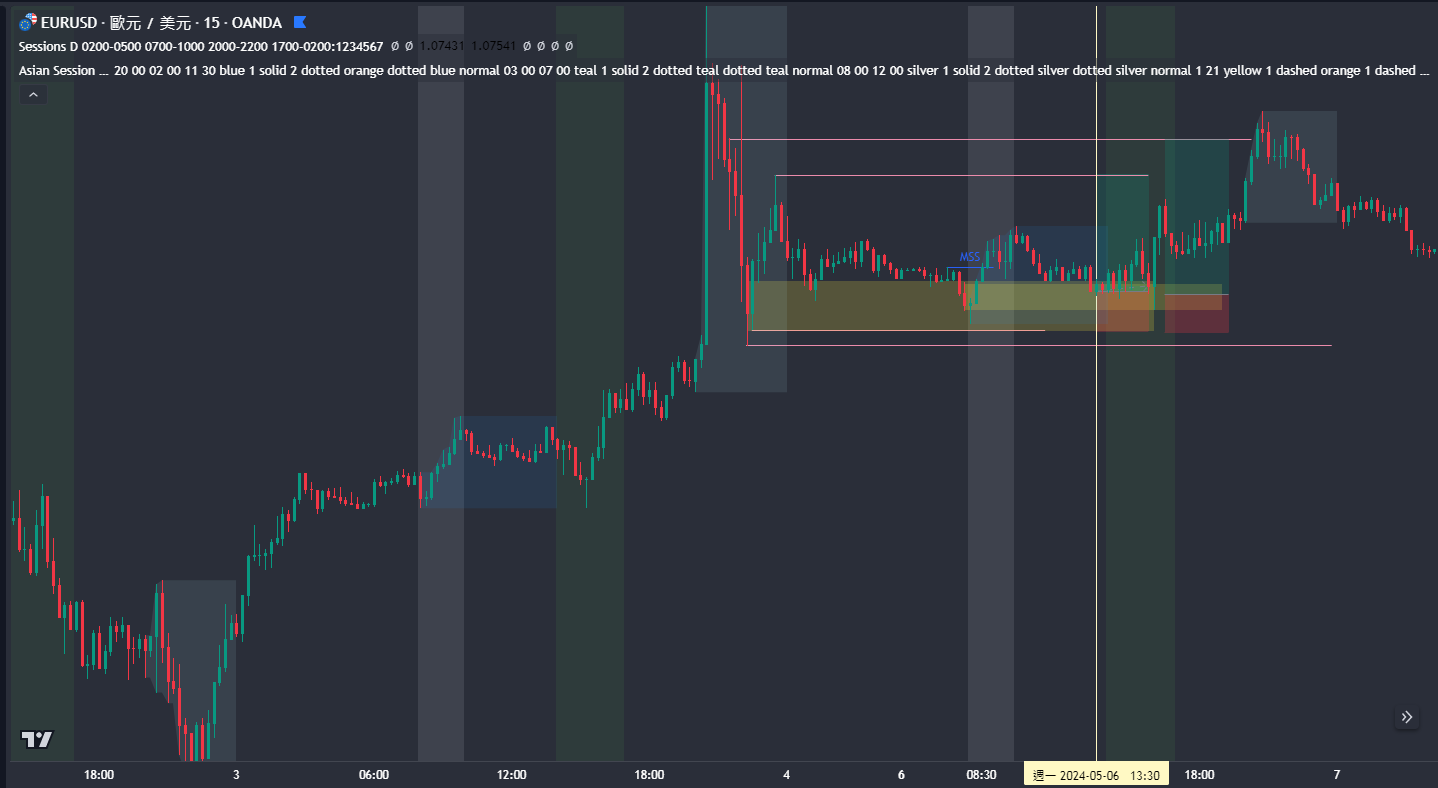 EURUSD · 歐元 / 美元 · 15 · OANDA
Sessions D 0200-0500 0700-1000 2000-2200 1700-0200:1234567 Ø Ø 1.07431 1.07541 Ø Ø Ø Ø
Asian Session ... 20 00 02 00 11 30 blue 1 solid 2 dotted orange dotted blue normal 03 00 07 00 teal 1 solid 2 dotted teal dotted teal normal 08 00 12 00 silver 1 solid 2 dotted silver dotted silver normal 1 21 yellow 1 dashed orange 1 dashed ...
MSS
18:00 3 06:00 12:00 18:00 4 6 08:30 週一 2024-05-06 13:30 18:00 7